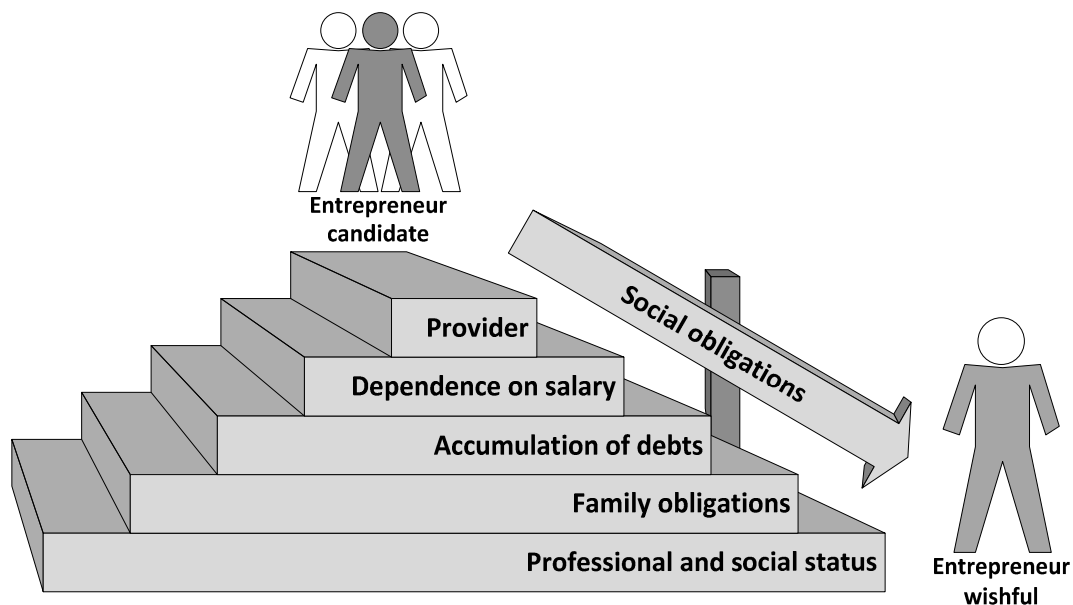 Entrepreneur
candidate
Social obligations
Provider
Dependence on salary
Accumulation of debts
Family obligations
Professional and social status
Entrepreneur
wishful